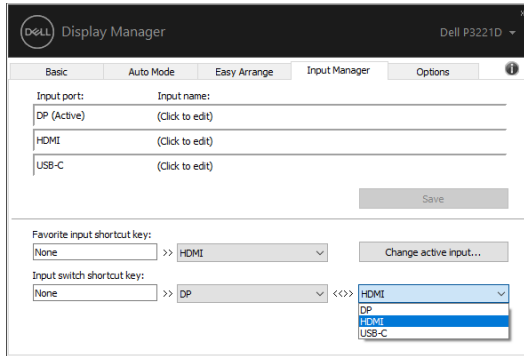 DELL Display Manager Dell P3221D
Basic Auto Mode Easy Arrange Input Manager Options
Input port: Input name:
DP (Active) (Click to edit)
HDMI (Click to edit)
USB-C (Click to edit)
Save
Favorite input shortcut key:
None >> HDMI Change active input...
Input switch shortcut key:
None >> DP <<>> HDMI
DP
HDMI
USB-C